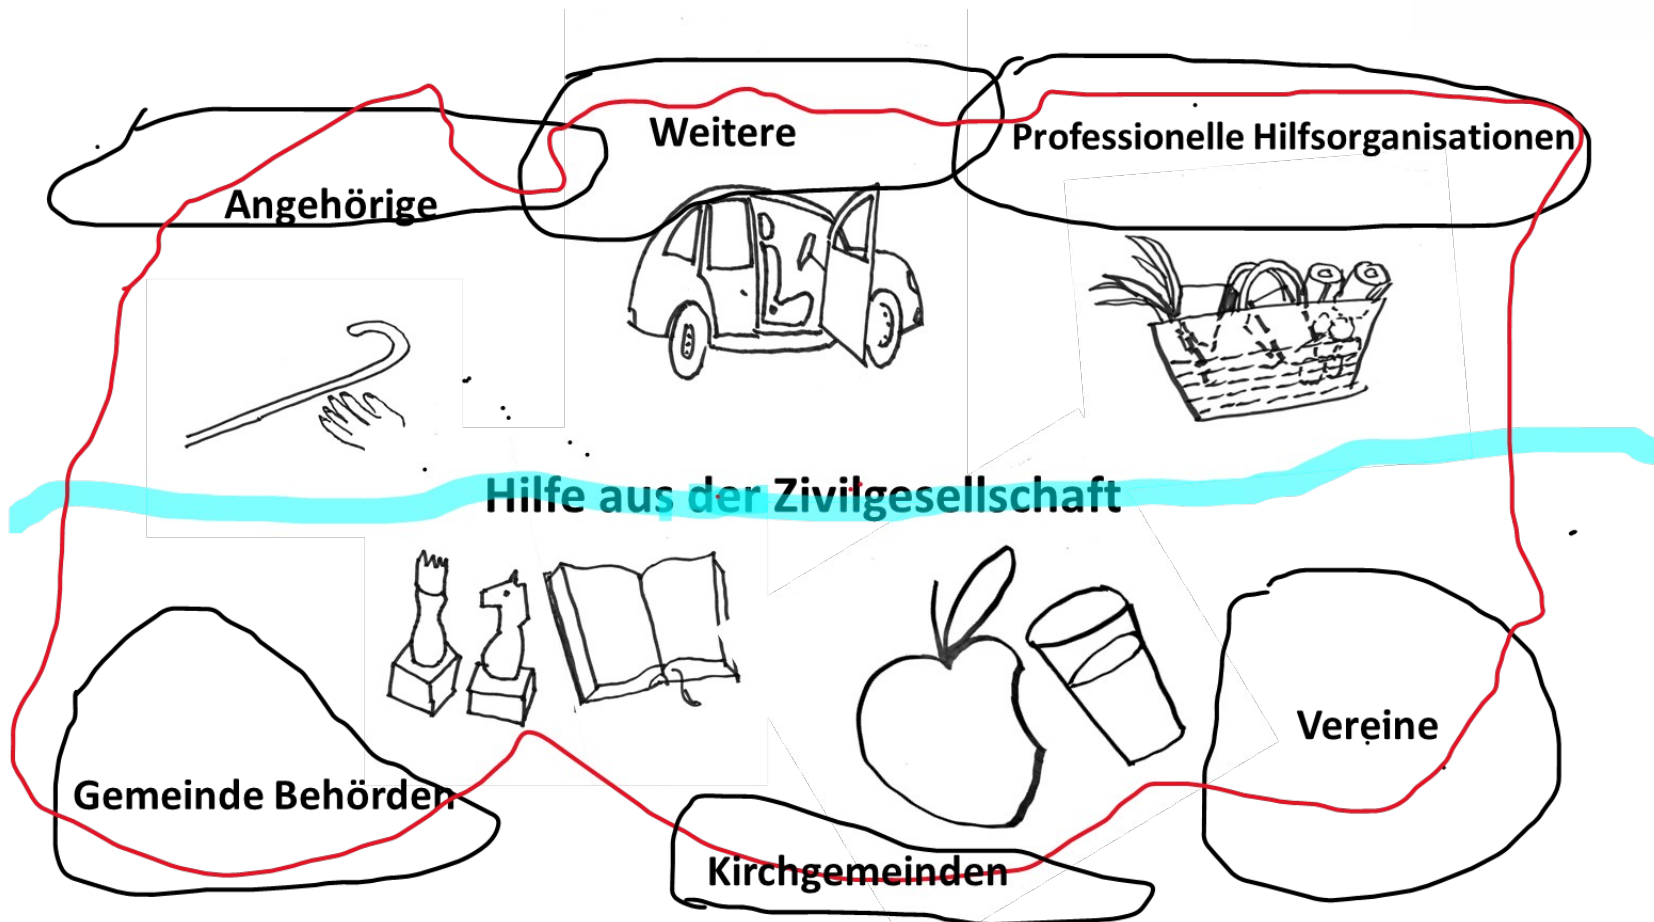 Weitere
Professionelle Hilfsorganisationen
Angehörige
Hilfe aus der Zivilgesellschaft
Vereine
Gemeinde Behörden
Kirchgemeinden